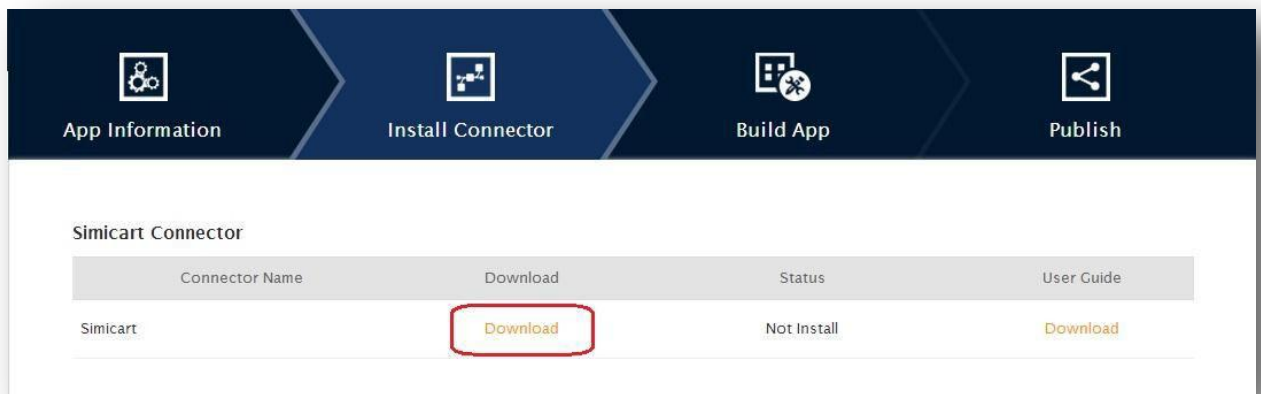 App Information Install Connector Build App Publish
Simicart Connector
Connector Name Download Status User Guide
Simicart Download Not Install Download